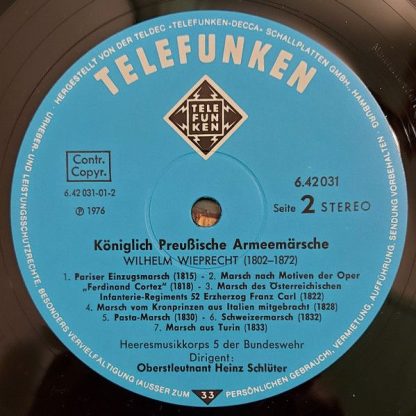 HERGESTELLT VON DER TELDEC »TELEFUNKEN-DECCA« SCHALLPLATTEN GMBH., HAMBURG
URHEBER- UND LEISTUNGSSCHUTZRECHTE. BESONDERS VERVIELFÄLTIGUNG (AUSSER ZUM PERSÖNLICHEN GEBRAUCH), VERMIETUNG, AUFFÜHRUNG, SENDUNG VORBEHALTEN
TELEFUNKEN
TELE
FUN
KEN
Contr.
Copyr.
6.42 031-01-2
Ⓟ 1976
6.42 031
Seite 2 STEREO
Königlich Preußische Armeemärsche
WILHELM WIEPRECHT (1802–1872)
1. Pariser Einzugsmarsch (1815) - 2. Marsch nach Motiven der Oper
„Ferdinand Cortez" (1818) - 3. Marsch des Österreichischen
Infanterie-Regiments 52 Erzherzog Franz Carl (1822)
4. Marsch vom Kronprinzen aus Italien mitgebracht (1828)
5. Pasta-Marsch (1830) - 6. Schweizermarsch (1832)
7. Marsch aus Turin (1833)
Heeresmusikkorps 5 der Bundeswehr
Dirigent:
Oberstleutnant Heinz Schlüter
33